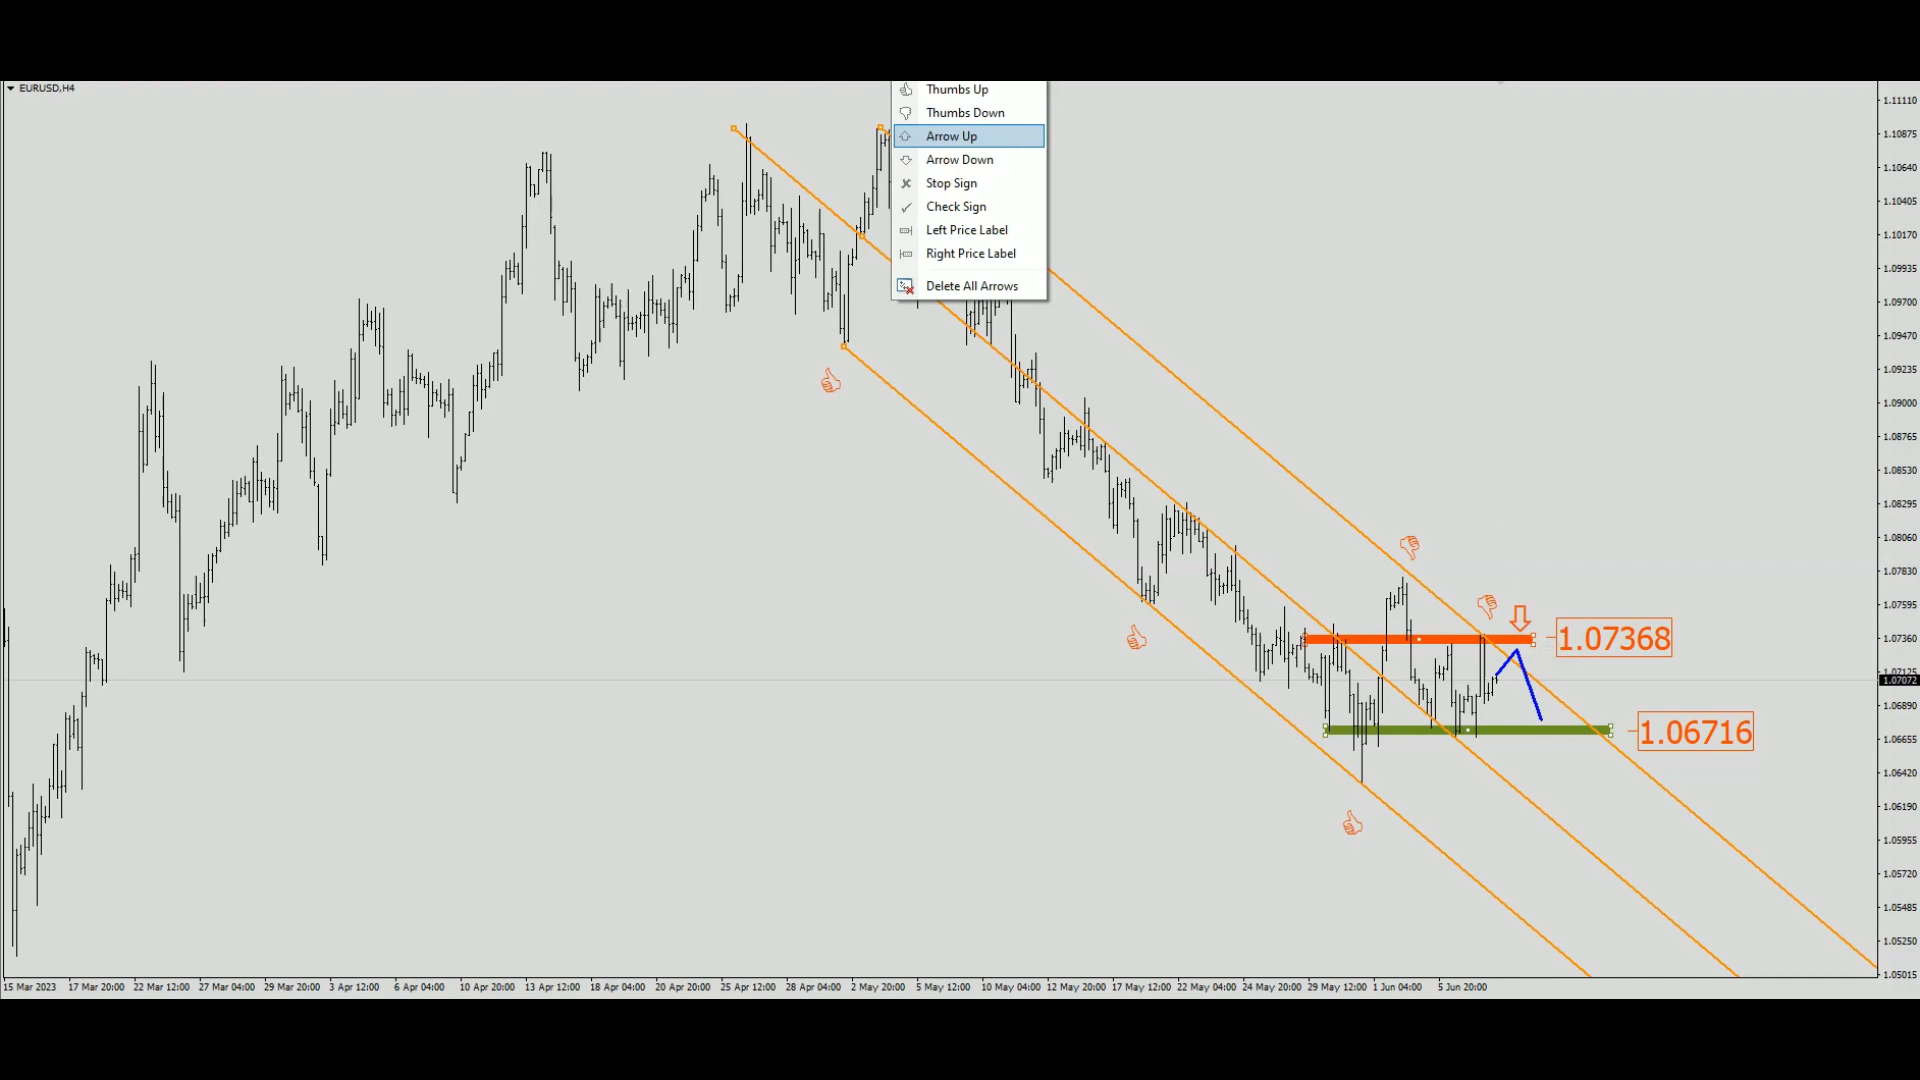 EURUSD,H4
Thumbs Up
Thumbs Down
Arrow Up
Arrow Down
Stop Sign
Check Sign
Left Price Label
Right Price Label
Delete All Arrows
1.11110
1.10875
1.10640
1.10405
1.10170
1.09935
1.09700
1.09470
1.09235
1.09000
1.08765
1.08530
1.08295
1.08060
1.07830
1.07595
1.07360
1.07125
1.07072
1.06890
1.06655
1.06420
1.06190
1.05955
1.05720
1.05485
1.05250
1.05015
1.07368
1.06716
15 Mar 2023 17 Mar 20:00 22 Mar 12:00 27 Mar 04:00 29 Mar 20:00 3 Apr 12:00 6 Apr 04:00 10 Apr 20:00 13 Apr 12:00 18 Apr 04:00 20 Apr 20:00 25 Apr 12:00 28 Apr 04:00 2 May 20:00 5 May 12:00 10 May 04:00 12 May 20:00 17 May 12:00 22 May 04:00 24 May 20:00 29 May 12:00 1 Jun 04:00 5 Jun 20:00